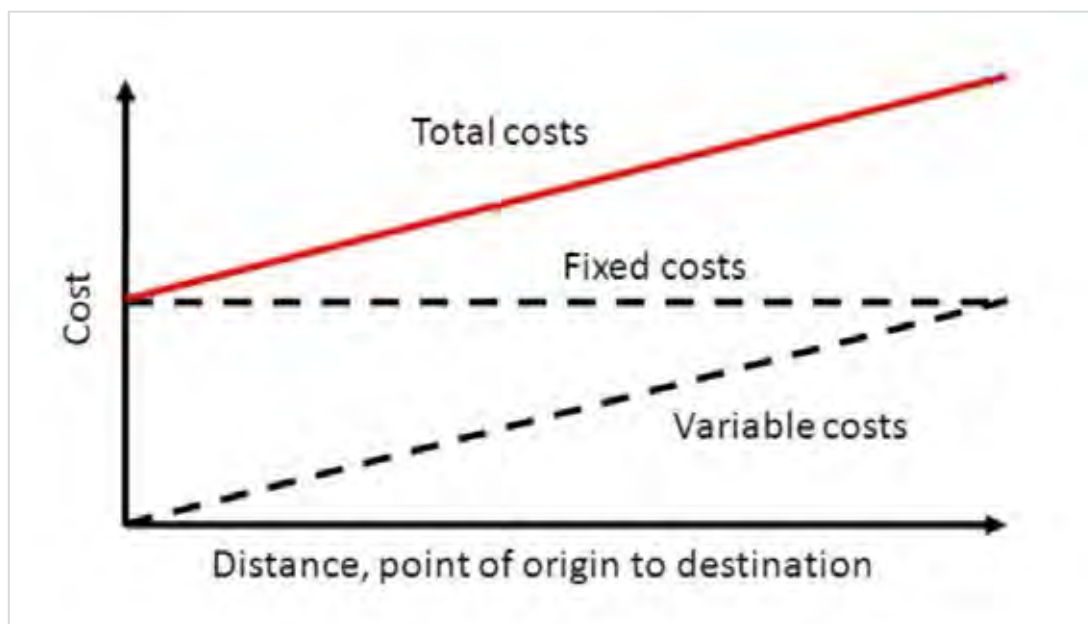 Total costs
Fixed costs
Cost
Variable costs
Distance, point of origin to destination